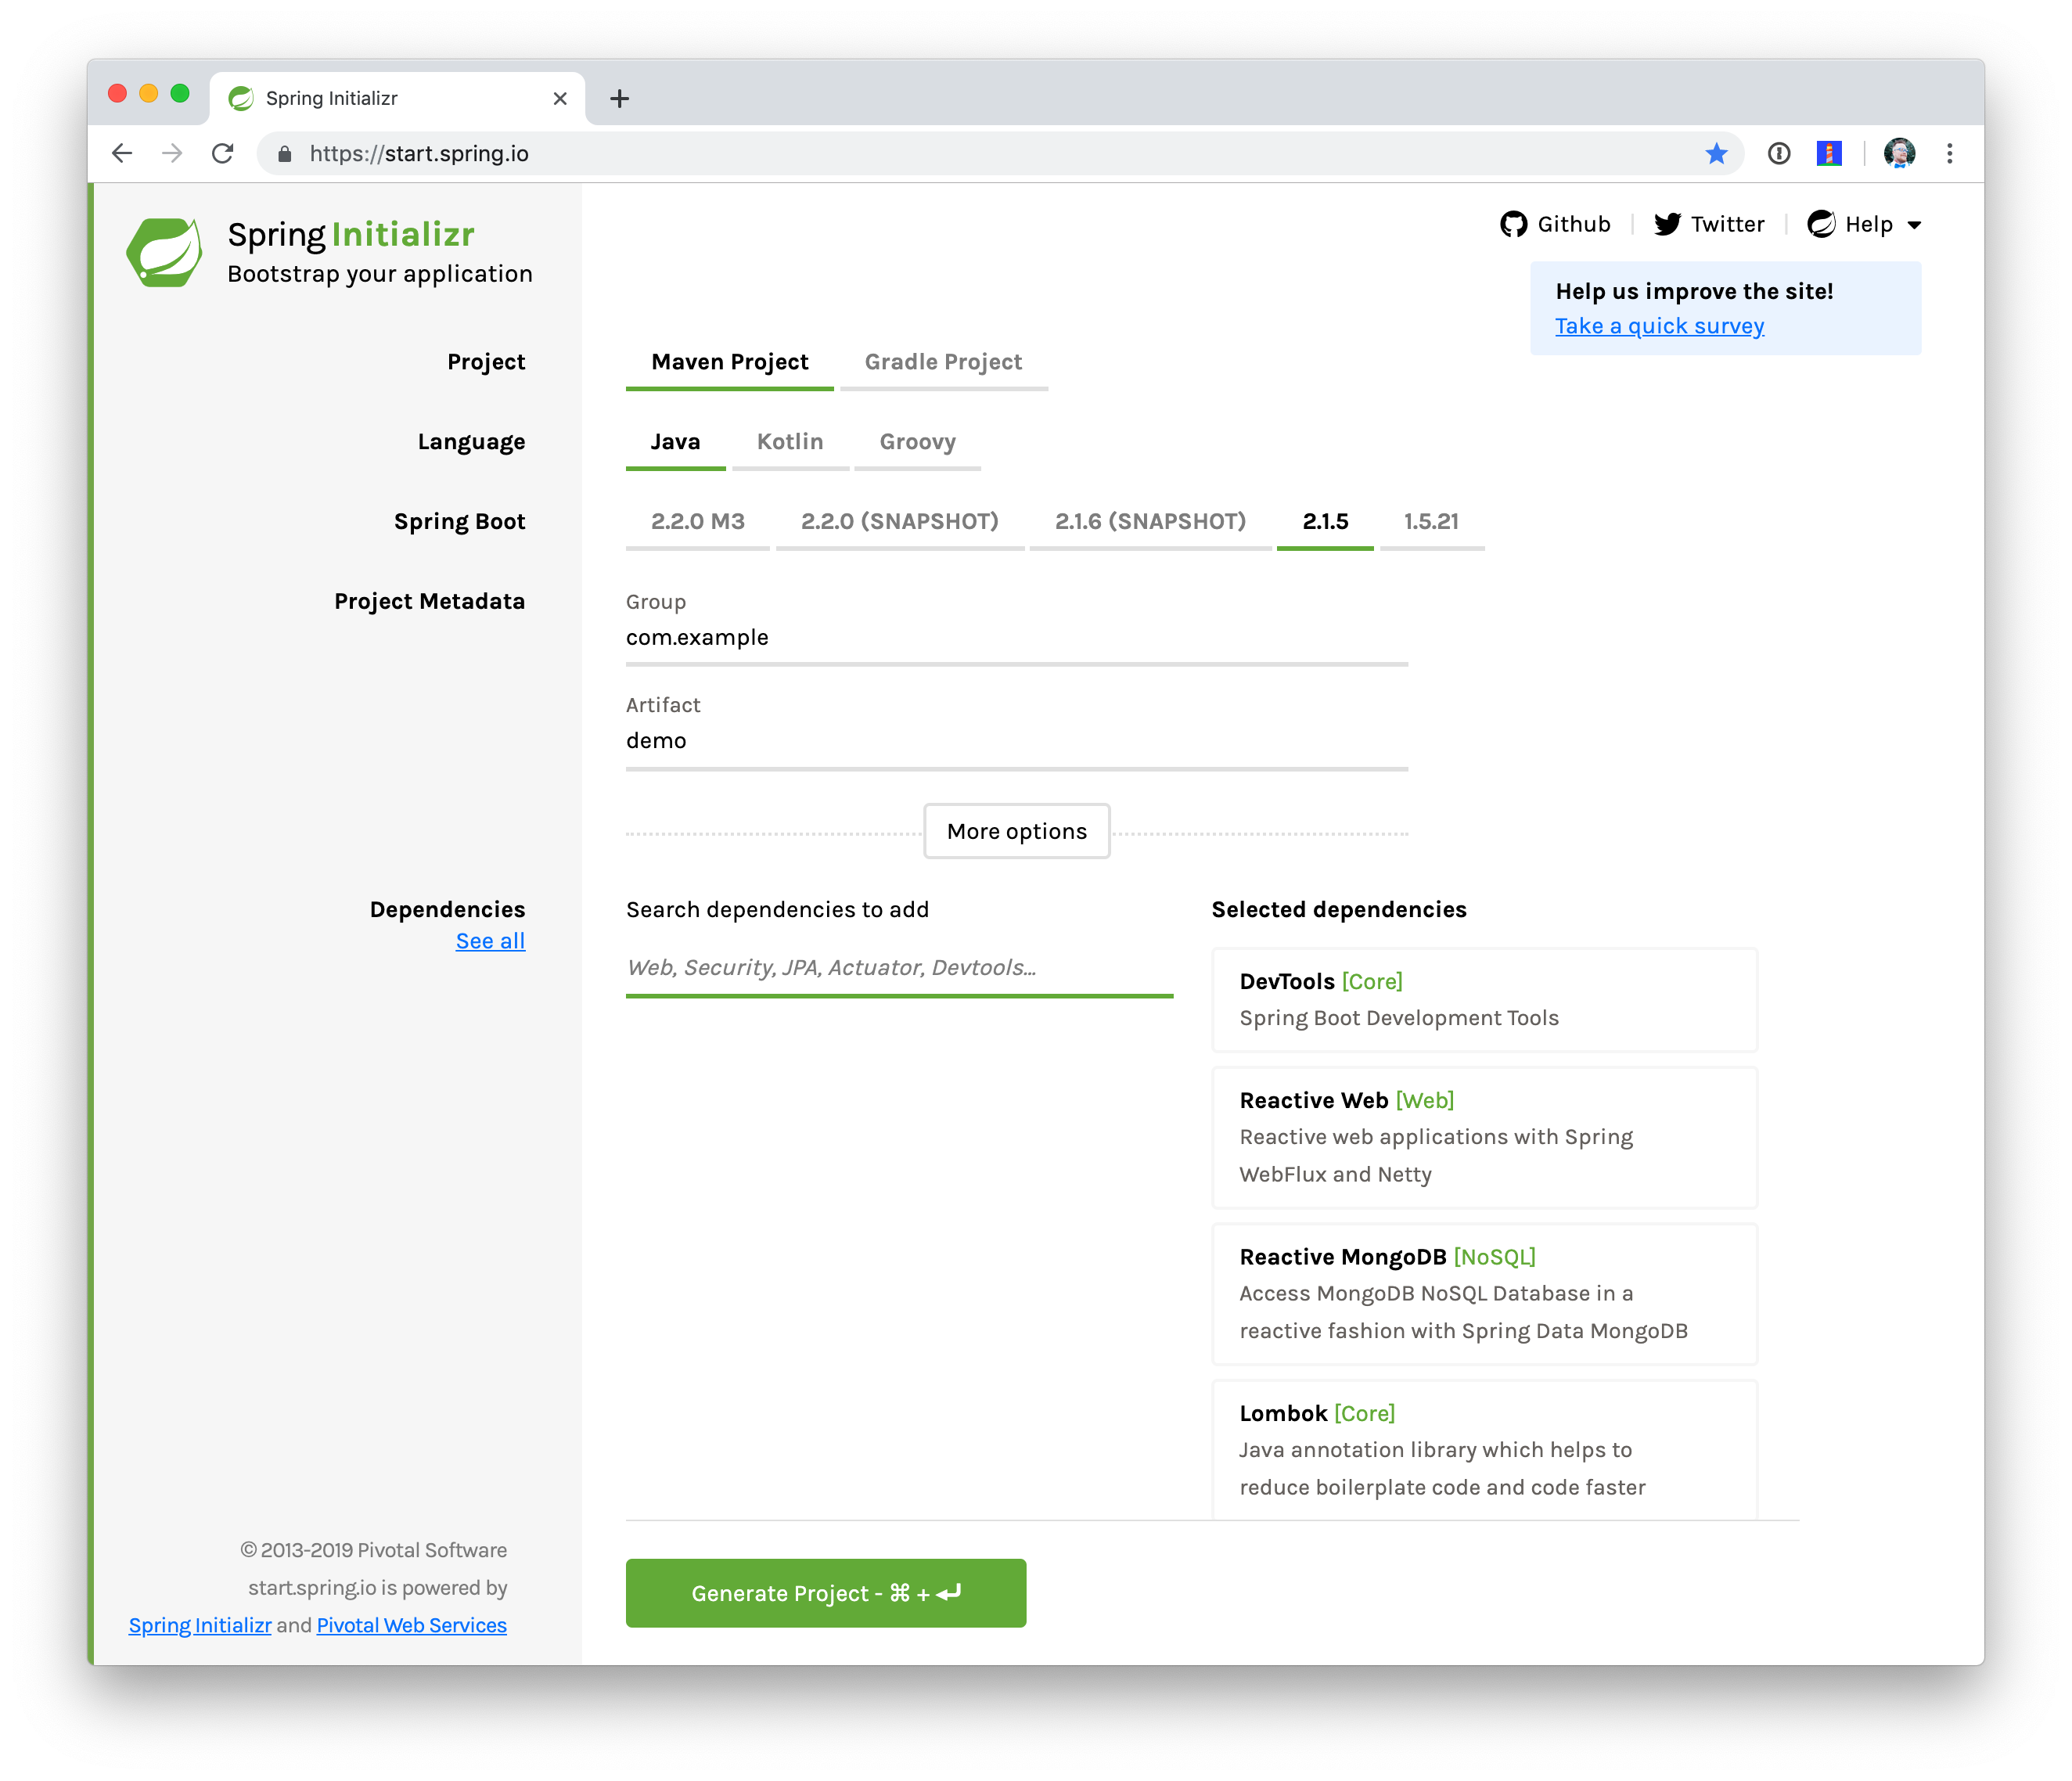 Spring Initializr
https://start.spring.io
Spring Initializr
Bootstrap your application
Github
Twitter
Help
Help us improve the site!
Take a quick survey
Project
Maven Project
Gradle Project
Language
Java
Kotlin
Groovy
Spring Boot
2.2.0 M3
2.2.0 (SNAPSHOT)
2.1.6 (SNAPSHOT)
2.1.5
1.5.21
Project Metadata
Group
com.example
Artifact
demo
More options
Dependencies
See all
Search dependencies to add
Web, Security, JPA, Actuator, Devtools...
Selected dependencies
DevTools [Core]
Spring Boot Development Tools
Reactive Web [Web]
Reactive web applications with Spring
WebFlux and Netty
Reactive MongoDB [NoSQL]
Access MongoDB NoSQL Database in a
reactive fashion with Spring Data MongoDB
Lombok [Core]
Java annotation library which helps to
reduce boilerplate code and code faster
© 2013-2019 Pivotal Software
start.spring.io is powered by
Spring Initializr and Pivotal Web Services
Generate Project - ⌘ + ↵